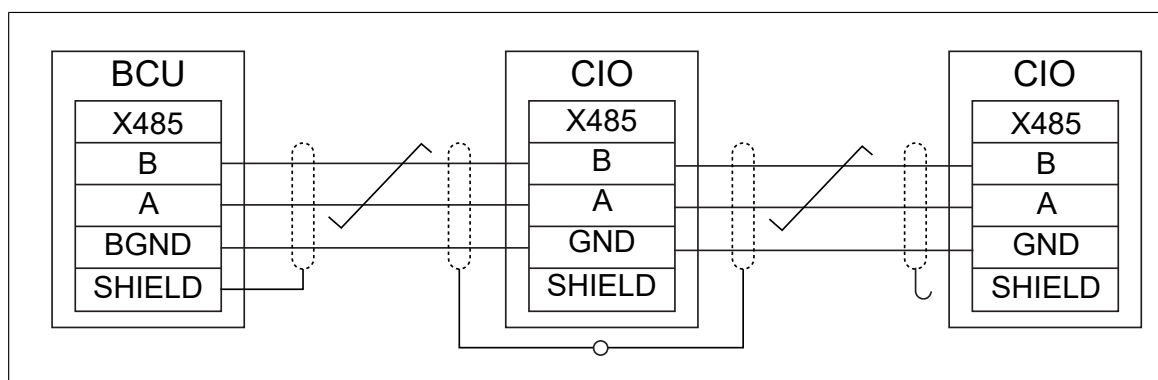 BCU
X485
B
A
BGND
SHIELD
CIO
X485
B
A
GND
SHIELD
CIO
X485
B
A
GND
SHIELD